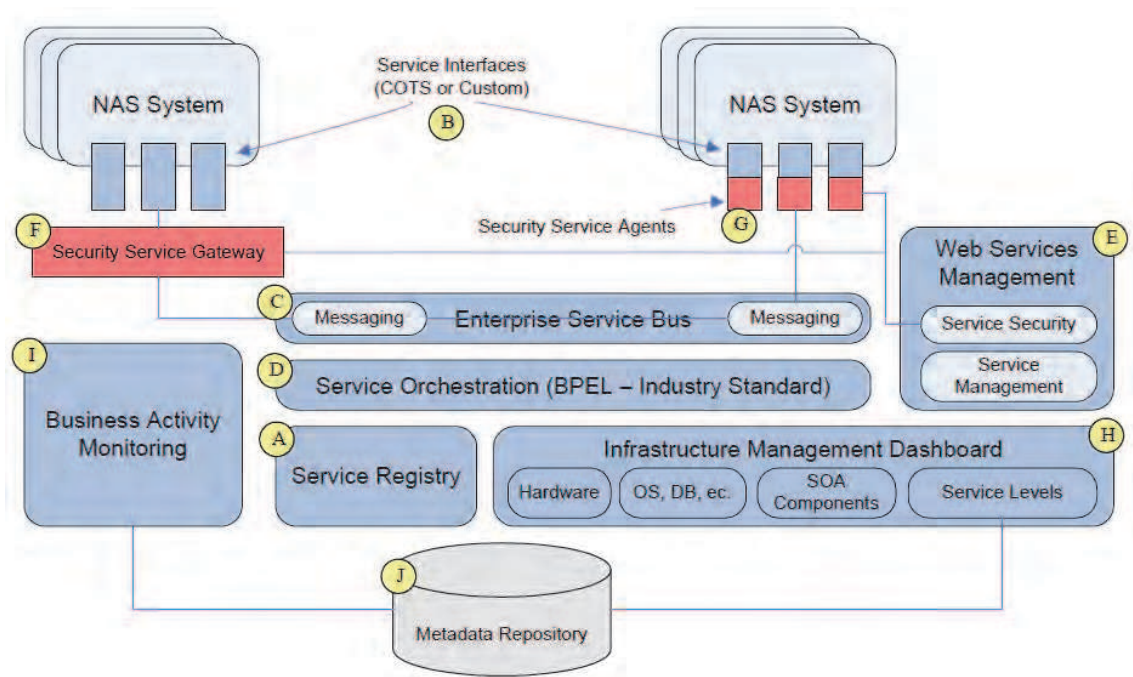 NAS System
Service Interfaces
(COTS or Custom)
B
NAS System
F
Security Service Gateway
Security Service Agents
G
E
Web Services
Management
Service Security
Service
Management
C
Messaging
Enterprise Service Bus
Messaging
I
Business Activity
Monitoring
D
Service Orchestration (BPEL – Industry Standard)
A
Service Registry
H
Infrastructure Management Dashboard
Hardware
OS, DB, ec.
SOA
Components
Service Levels
J
Metadata Repository